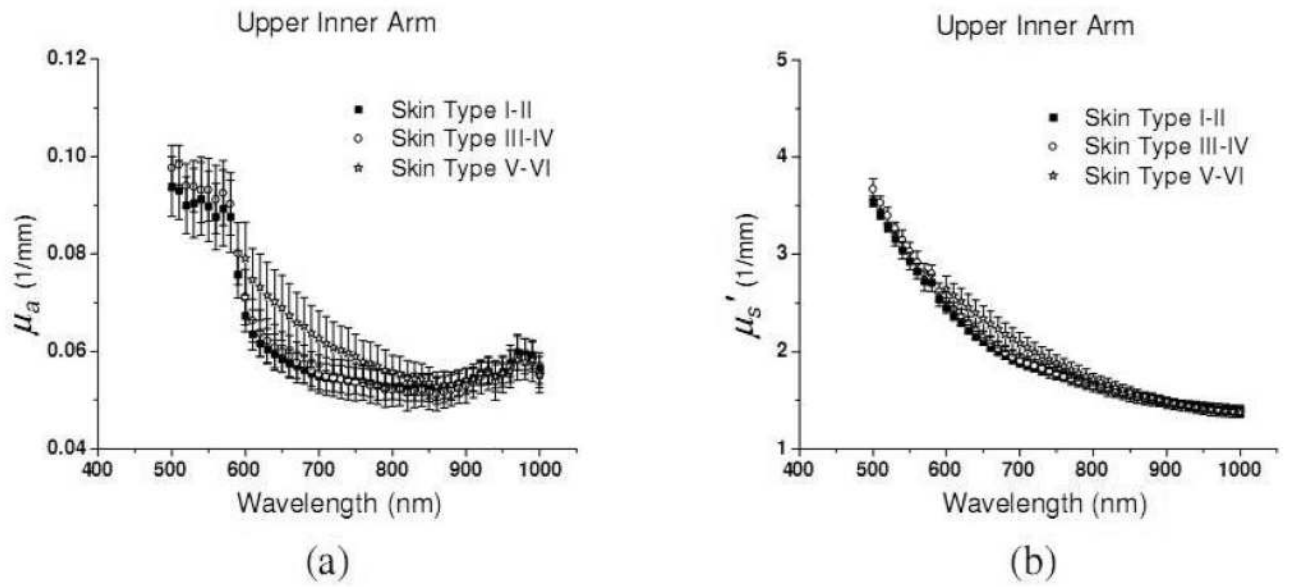 Upper Inner Arm
0.12
0.10
0.08
0.06
0.04
μa (1/mm)
Skin Type I-II
Skin Type III-IV
Skin Type V-VI
400 500 600 700 800 900 1000
Wavelength (nm)
(a)
Upper Inner Arm
5
4
3
2
1
μs' (1/mm)
Skin Type I-II
Skin Type III-IV
Skin Type V-VI
400 500 600 700 800 900 1000
Wavelength (nm)
(b)